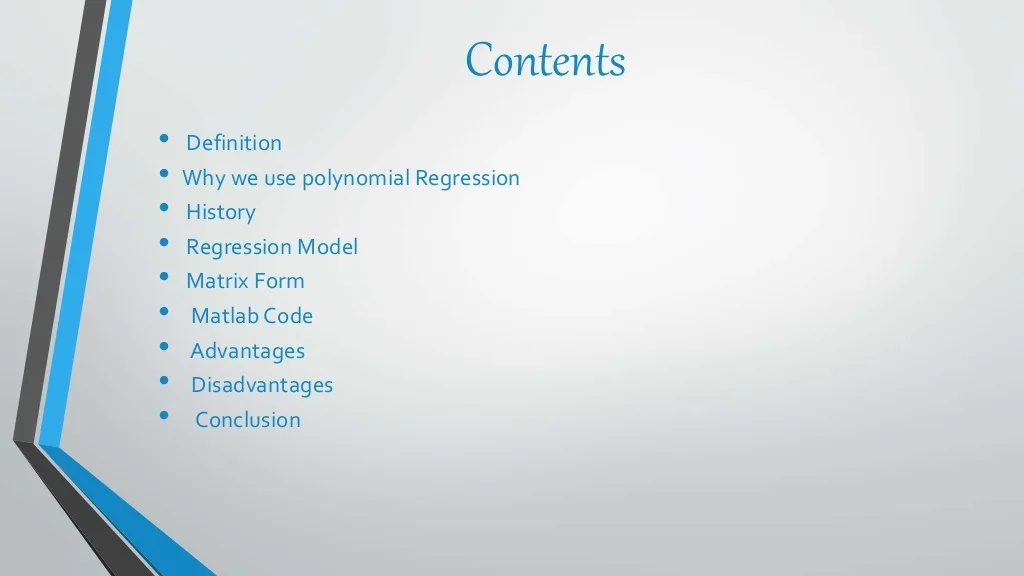 Contents
• Definition
• Why we use polynomial Regression
• History
• Regression Model
• Matrix Form
• Matlab Code
• Advantages
• Disadvantages
• Conclusion